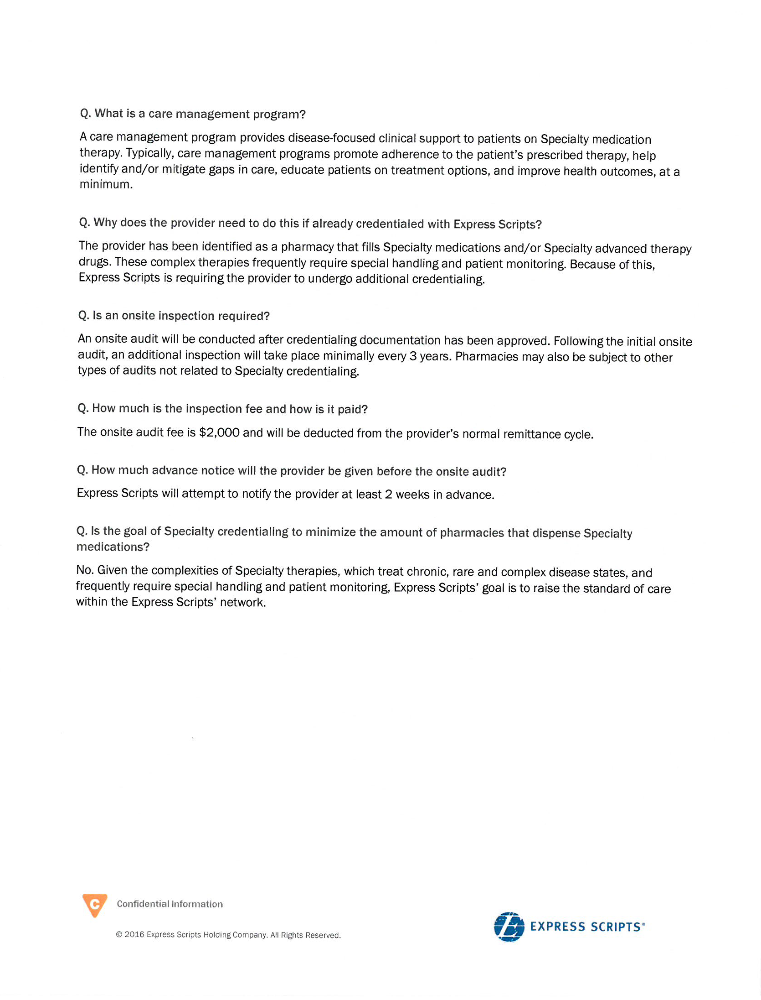 Q. What is a care management program?
A care management program provides disease-focused clinical support to patients on Specialty medication
therapy. Typically, care management programs promote adherence to the patient's prescribed therapy, help
identify and/or mitigate gaps in care, educate patients on treatment options, and improve health outcomes, at a
minimum.
Q. Why does the provider need to do this if already credentialed with Express Scripts?
The provider has been identified as a pharmacy that fills Specialty medications and/or Specialty advanced therapy
drugs. These complex therapies frequently require special handling and patient monitoring. Because of this,
Express Scripts is requiring the provider to undergo additional credentialing.
Q. Is an onsite inspection required?
An onsite audit will be conducted after credentialing documentation has been approved. Following the initial onsite
audit, an additional inspection will take place minimally every 3 years. Pharmacies may also be subject to other
types of audits not related to Specialty credentialing.
Q. How much is the inspection fee and how is it paid?
The onsite audit fee is $2,000 and will be deducted from the provider's normal remittance cycle.
Q. How much advance notice will the provider be given before the onsite audit?
Express Scripts will attempt to notify the provider at least 2 weeks in advance.
Q. Is the goal of Specialty credentialing to minimize the amount of pharmacies that dispense Specialty
medications?
No. Given the complexities of Specialty therapies, which treat chronic, rare and complex disease states, and
frequently require special handling and patient monitoring, Express Scripts' goal is to raise the standard of care
within the Express Scripts' network.
C Confidential Information
EXPRESS SCRIPTS®
© 2016 Express Scripts Holding Company. All Rights Reserved.